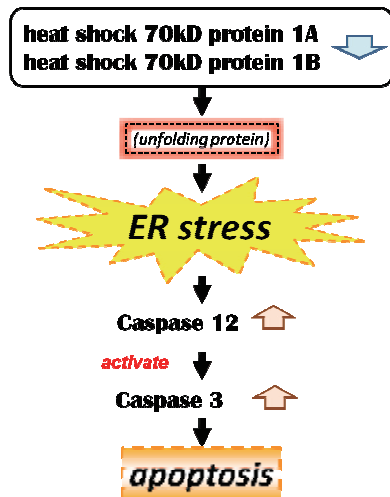 heat shock 70kD protein 1A
heat shock 70kD protein 1B
(unfolding protein)
ER stress
Caspase 12
activate
Caspase 3
apoptosis